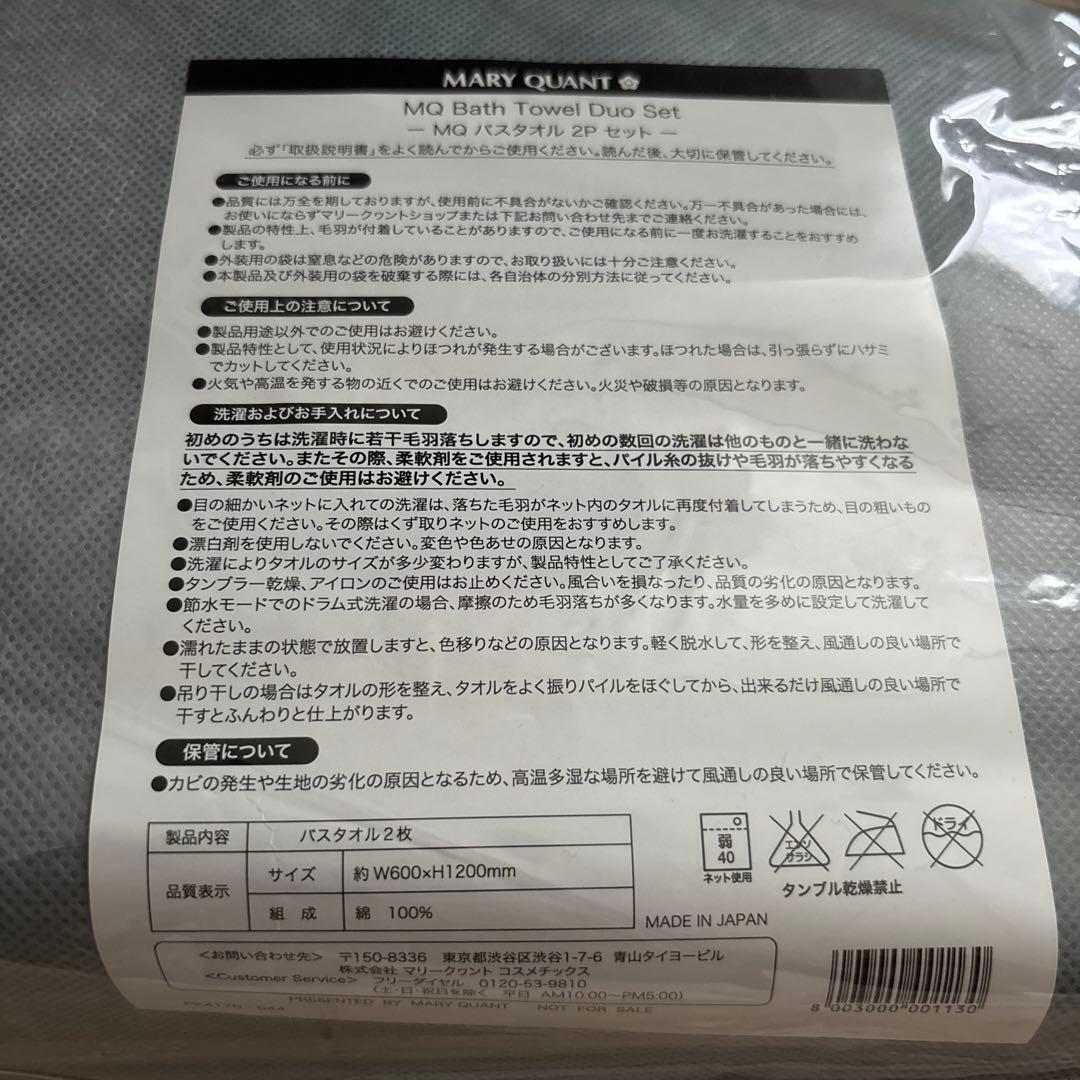 MARY QUANT
MQ Bath Towel Duo Set
— MQ バスタオル 2P セット —
必ず「取扱説明書」をよく読んでからご使用ください。読んだ後、大切に保管してください。
ご使用になる前に
●品質には万全を期しておりますが、使用前に不具合がないかご確認ください。万一不具合があった場合には、
お使いにならずマリークヮントショップまたは下記お問い合わせ先までご連絡ください。
●製品の特性上、毛羽が付着していることがありますので、ご使用になる前に一度お洗濯することをおすすめ
します。
●外装用の袋は窒息などの危険がありますので、お取り扱いには十分ご注意ください。
●本製品及び外装用の袋を破棄する際には、各自治体の分別方法に従ってください。
ご使用上の注意について
●製品用途以外でのご使用はお避けください。
●製品特性として、使用状況によりほつれが発生する場合がございます。ほつれた場合は、引っ張らずにハサミ
でカットしてください。
●火気や高温を発する物の近くでのご使用はお避けください。火災や破損等の原因となります。
洗濯およびお手入れについて
初めのうちは洗濯時に若干毛羽落ちしますので、初めの数回の洗濯は他のものと一緒に洗わな
いでください。またその際、柔軟剤をご使用されますと、パイル糸の抜けや毛羽が落ちやすくなる
ため、柔軟剤のご使用はお避けください。
●目の細かいネットに入れての洗濯は、落ちた毛羽がネット内のタオルに再度付着してしまうため、目の粗いもの
をご使用ください。その際はくず取りネットのご使用をおすすめします。
●漂白剤を使用しないでください。変色や色あせの原因となります。
●洗濯によりタオルのサイズが多少変わりますが、製品特性としてご了承ください。
●タンブラー乾燥、アイロンのご使用はお止めください。風合いを損なったり、品質の劣化の原因となります。
●節水モードでのドラム式洗濯の場合、摩擦のため毛羽落ちが多くなります。水量を多めに設定して洗濯して
ください。
●濡れたままの状態で放置しますと、色移りなどの原因となります。軽く脱水して、形を整え、風通しの良い場所で
干してください。
●吊り干しの場合はタオルの形を整え、タオルをよく振りパイルをほぐしてから、出来るだけ風通しの良い場所で
干すとふんわりと仕上がります。
保管について
●カビの発生や生地の劣化の原因となるため、高温多湿な場所を避けて風通しの良い場所で保管してください。
製品内容 バスタオル2枚
品質表示 サイズ 約 W600×H1200mm
組成 綿 100%
弱
40
ネット使用
エンソ
サラシ
ドライ
タンブル乾燥禁止
MADE IN JAPAN
<お問い合わせ先> 〒150-8336 東京都渋谷区渋谷1-7-6 青山タイヨービル
株式会社 マリークヮント コスメチックス
<Customer Service> フリーダイヤル 0120-53-9810
(土・日・祝日を除く 平日 AM10:00~PM5:00)
PRESENTED BY MARY QUANT NOT FOR SALE
8 003000 001130